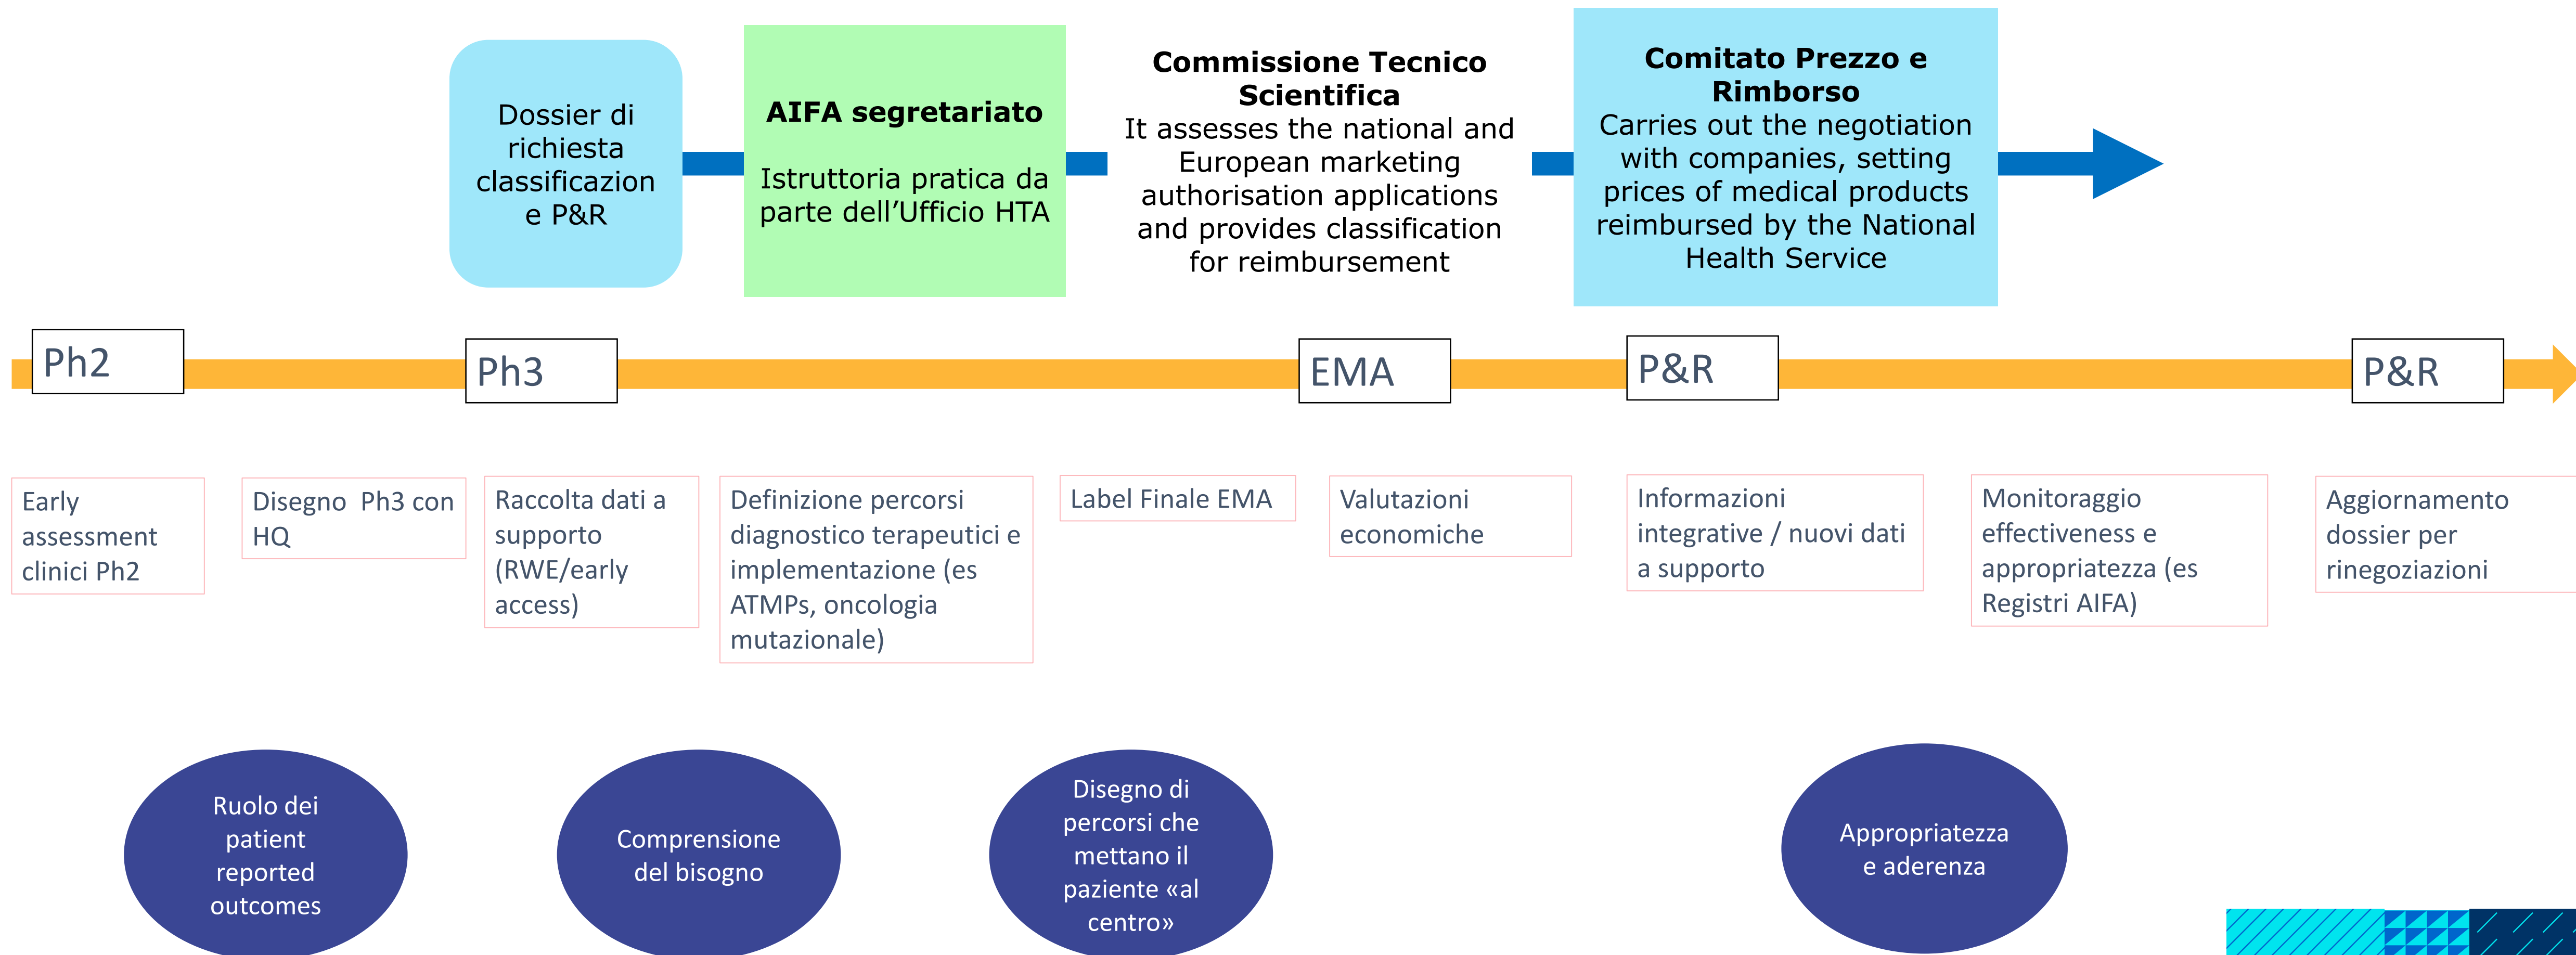 Dossier di
richiesta
classificazion
e P&R
AIFA segretariato
Istruttoria pratica da
parte dell’Ufficio HTA
Commissione Tecnico
Scientifica
It assesses the national and
European marketing
authorisation applications
and provides classification
for reimbursement
Comitato Prezzo e
Rimborso
Carries out the negotiation
with companies, setting
prices of medical products
reimbursed by the National
Health Service
Ph2
Ph3
EMA
P&R
P&R
Early
assessment
clinici Ph2
Disegno Ph3 con
HQ
Raccolta dati a
supporto
(RWE/early
access)
Definizione percorsi
diagnostico terapeutici e
implementazione (es
ATMPs, oncologia
mutazionale)
Label Finale EMA
Valutazioni
economiche
Informazioni
integrative / nuovi dati
a supporto
Monitoraggio
effectiveness e
appropriatezza (es
Registri AIFA)
Aggiornamento
dossier per
rinegoziazioni
Ruolo dei
patient
reported
outcomes
Comprensione
del bisogno
Disegno di
percorsi che
mettano il
paziente «al
centro»
Appropriatezza
e aderenza